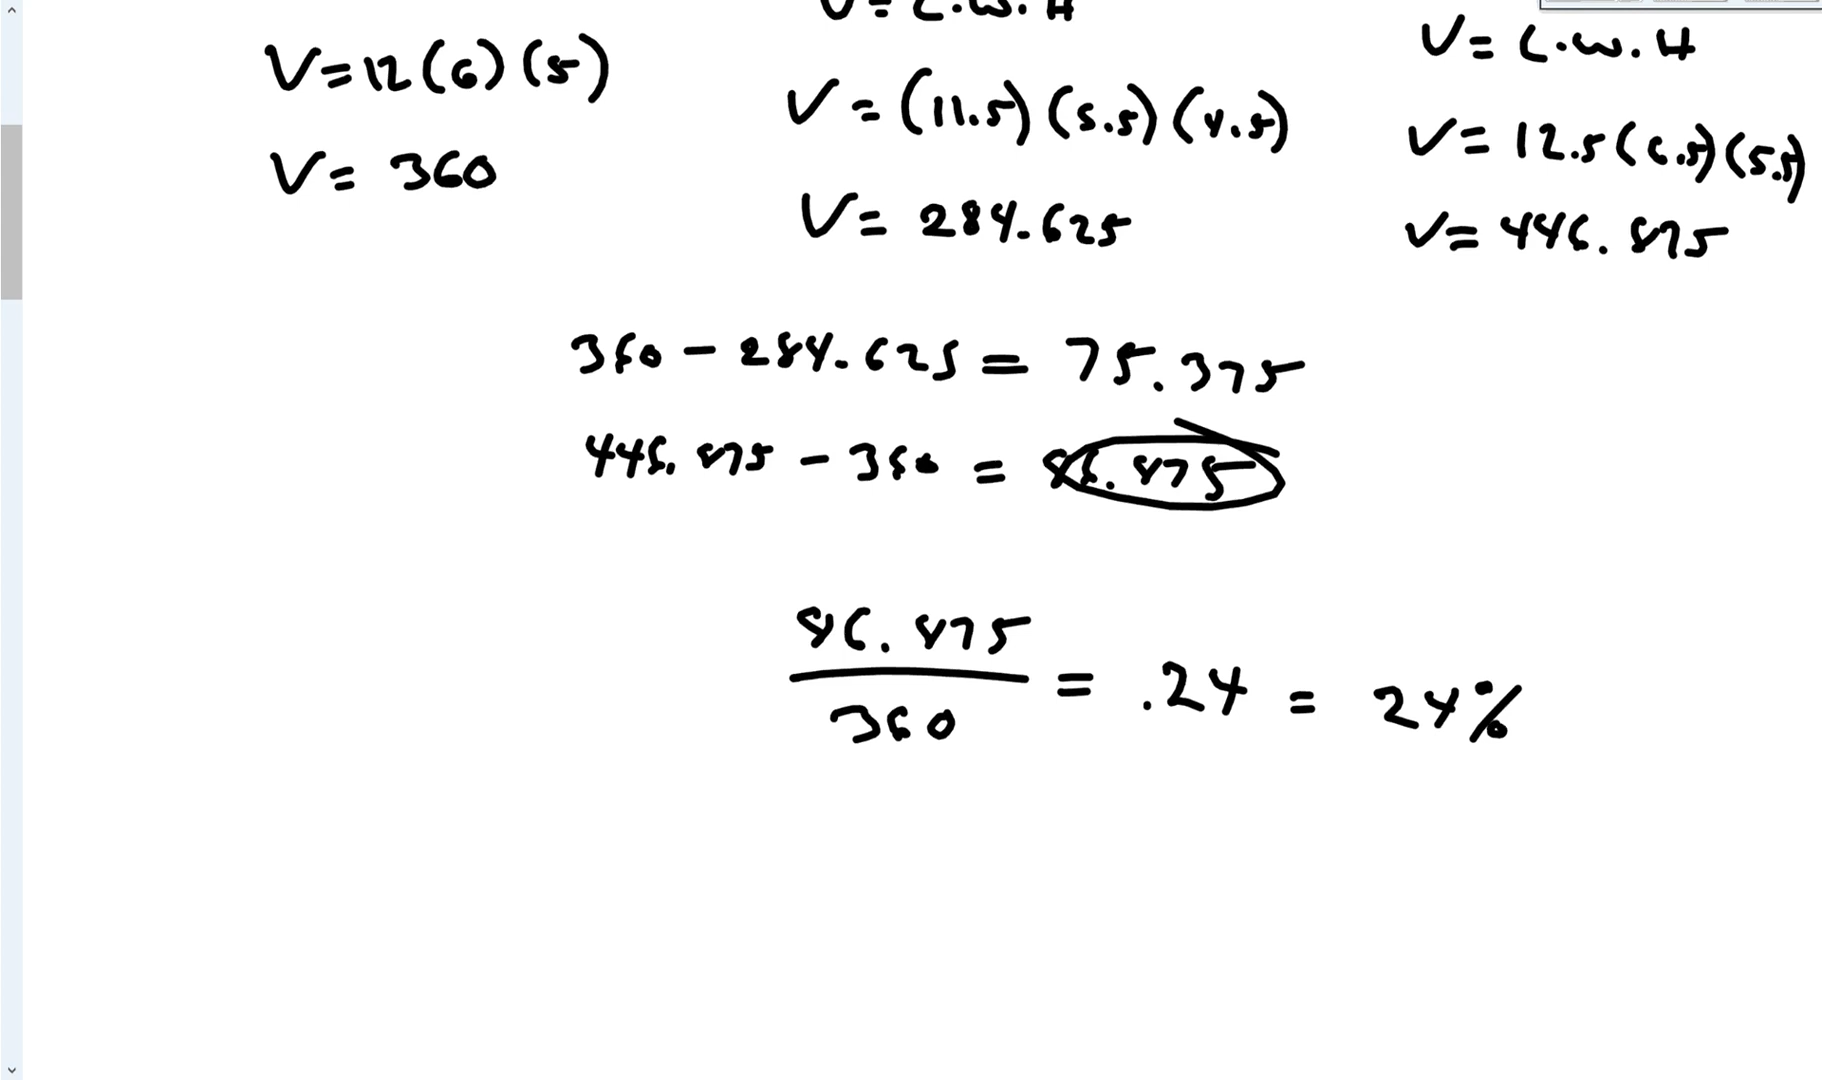 V = L.W.H
V = L.W.H
V=12(6)(5)
V = (11.5)(5.5)(4.5)
V = 12.5(6.5)(5.5)
V = 360
V = 284.625
V = 446.875
360 - 284.625 = 75.375
446.875 - 360 = 86.875
86.875
360
= .24 = 24%